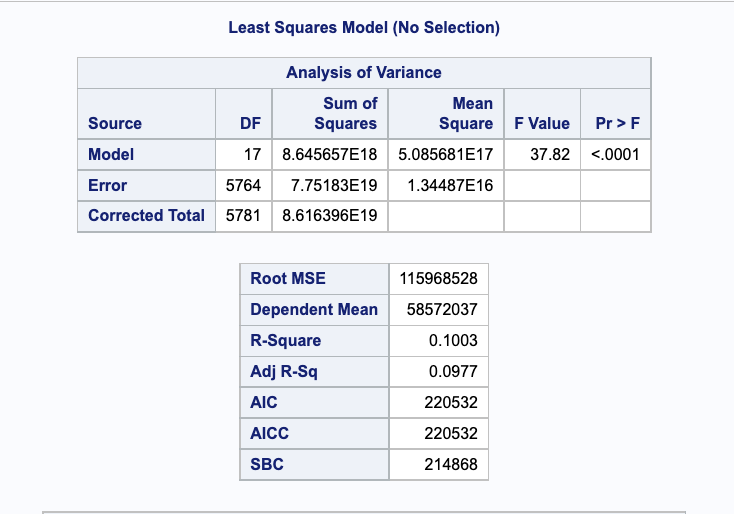 Least Squares Model (No Selection)
Analysis of Variance
Source DF Sum of Squares Mean Square F Value Pr > F
Model 17 8.645657E18 5.085681E17 37.82 <.0001
Error 5764 7.75183E19 1.34487E16
Corrected Total 5781 8.616396E19
Root MSE 115968528
Dependent Mean 58572037
R-Square 0.1003
Adj R-Sq 0.0977
AIC 220532
AICC 220532
SBC 214868